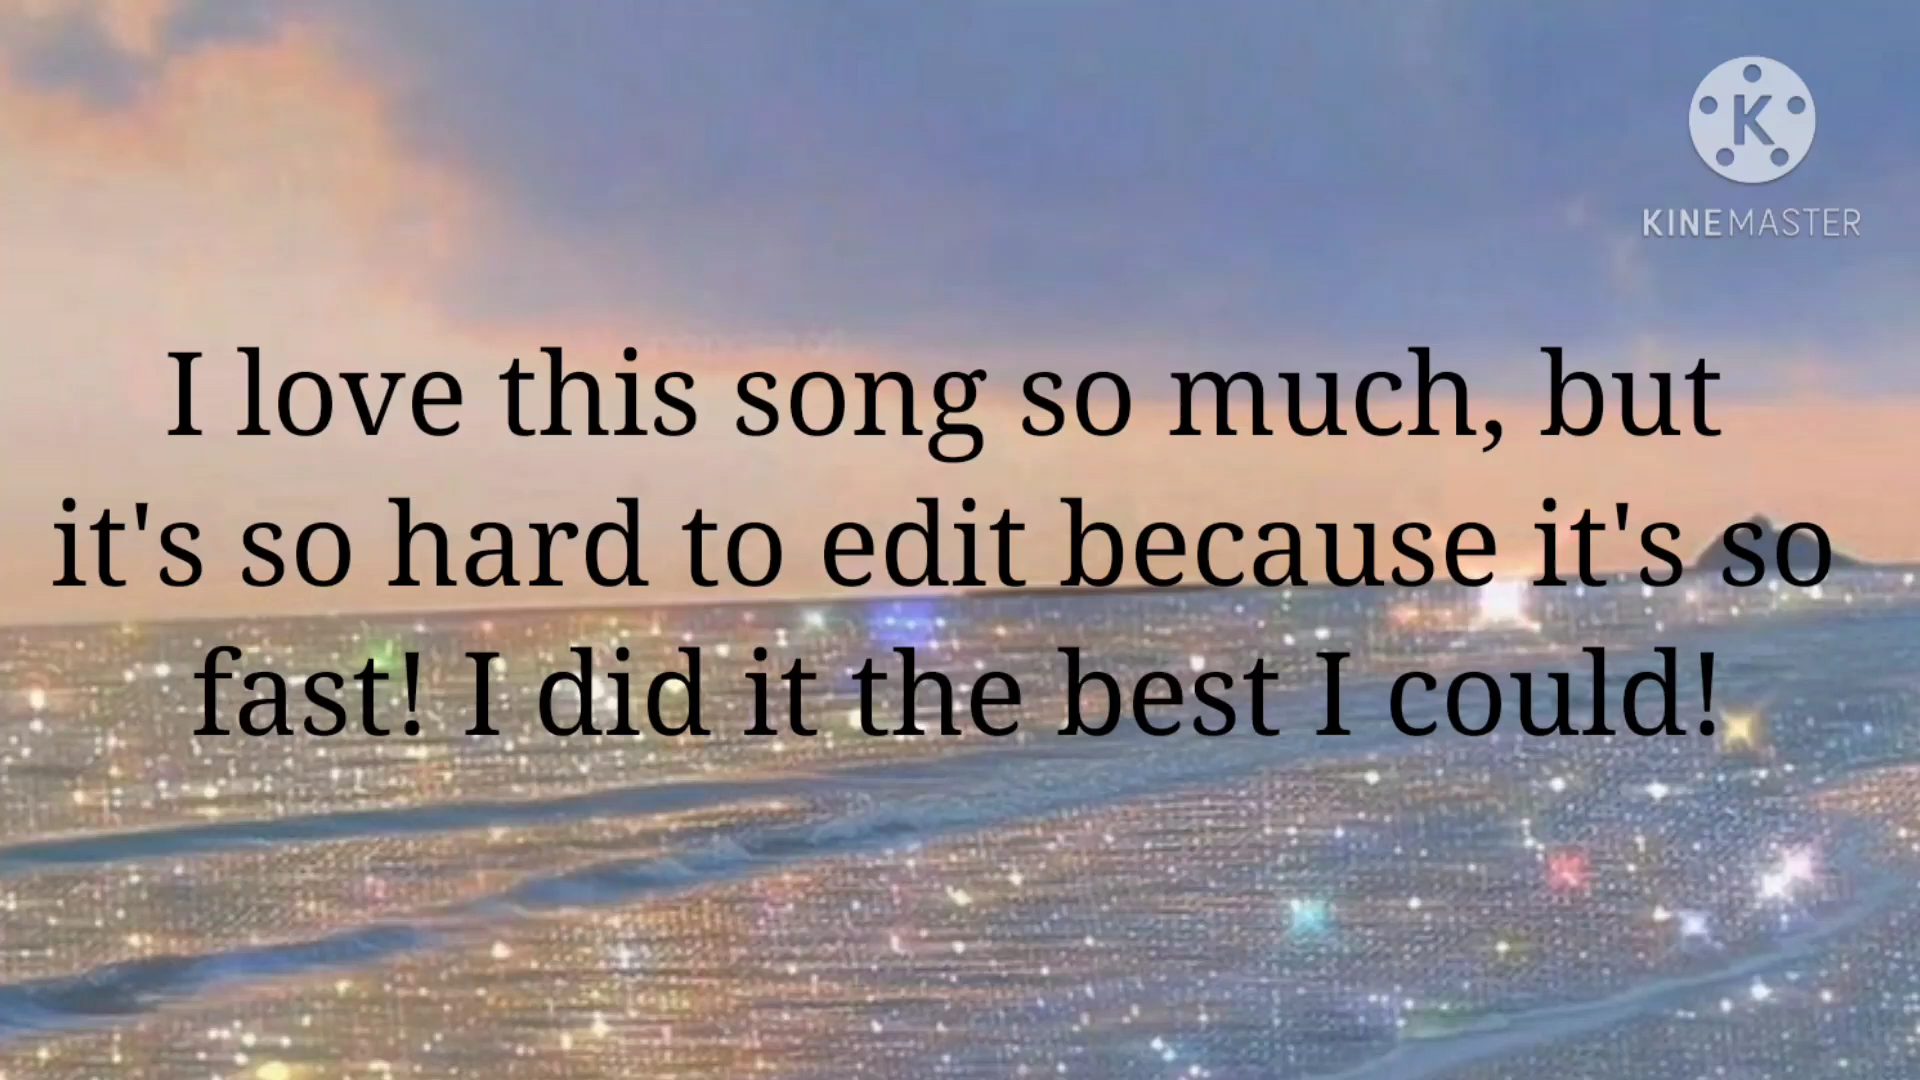 K
KINEMASTER
I love this song so much, but
it's so hard to edit because it's so
fast! I did it the best I could!